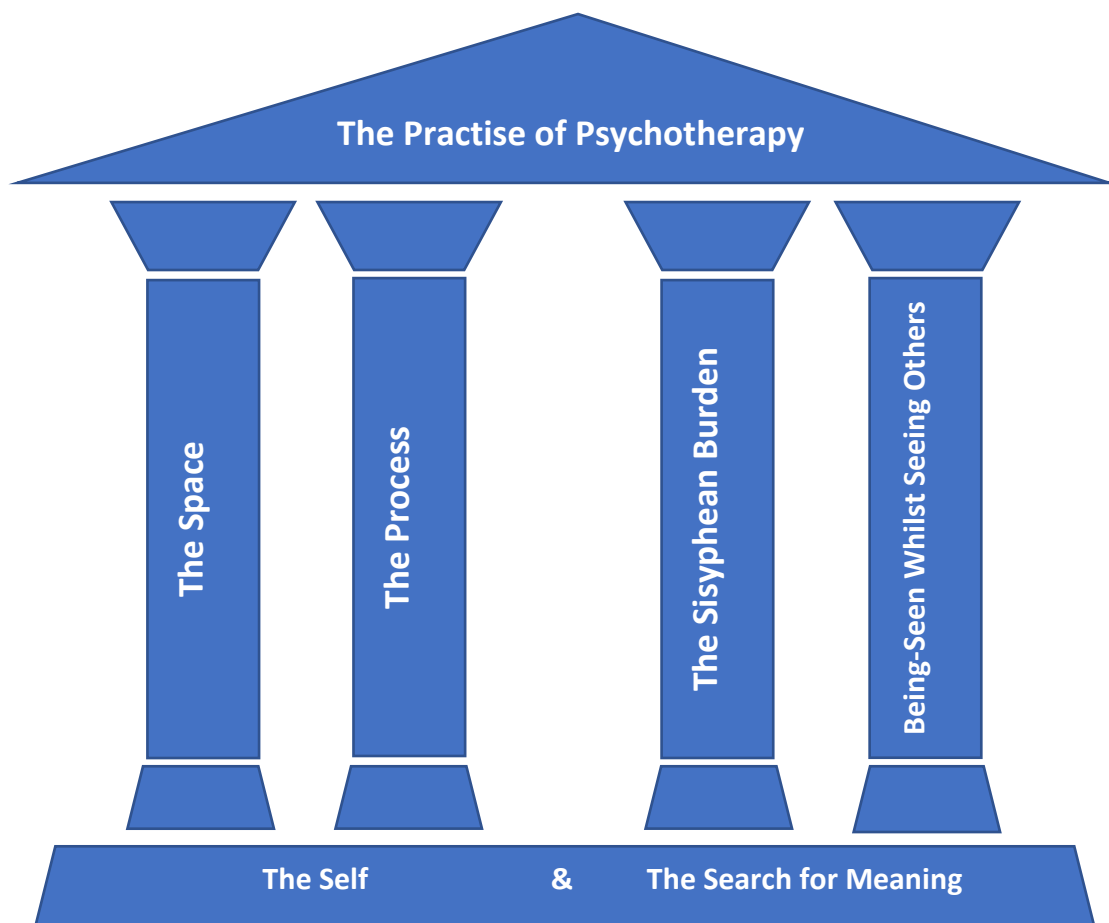 The Practise of Psychotherapy
The Space
The Process
The Sisyphean Burden
Being-Seen Whilst Seeing Others
The Self & The Search for Meaning